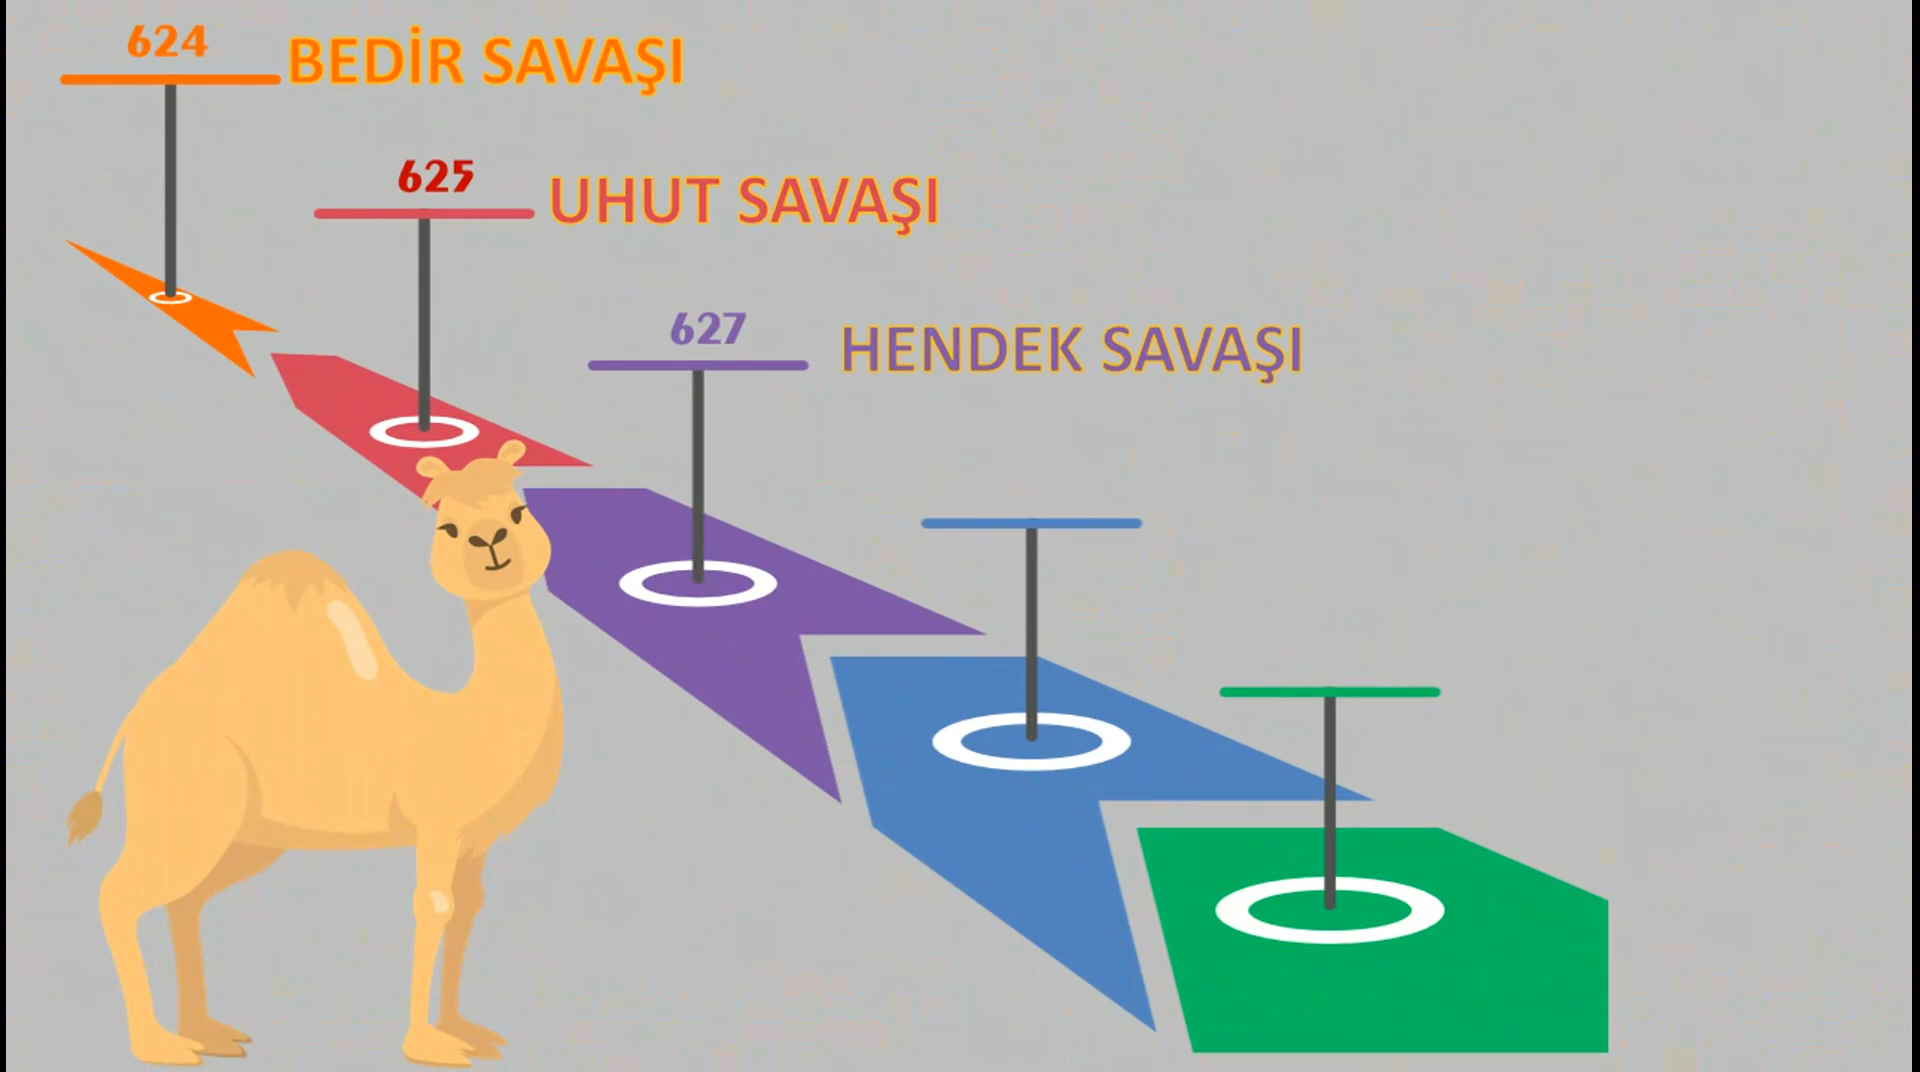 624
BEDİR SAVAŞI
625
UHUT SAVAŞI
627
HENDEK SAVAŞI